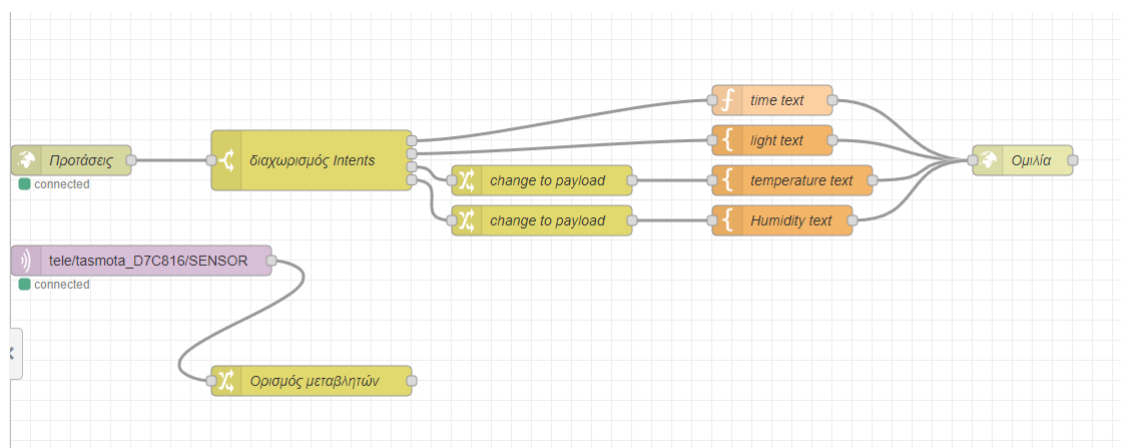 time text
light text
Προτάσεις
διαχωρισμός Intents
Ομιλία
connected
change to payload
temperature text
change to payload
Humidity text
tele/tasmota_D7C816/SENSOR
connected
Ορισμός μεταβλητών